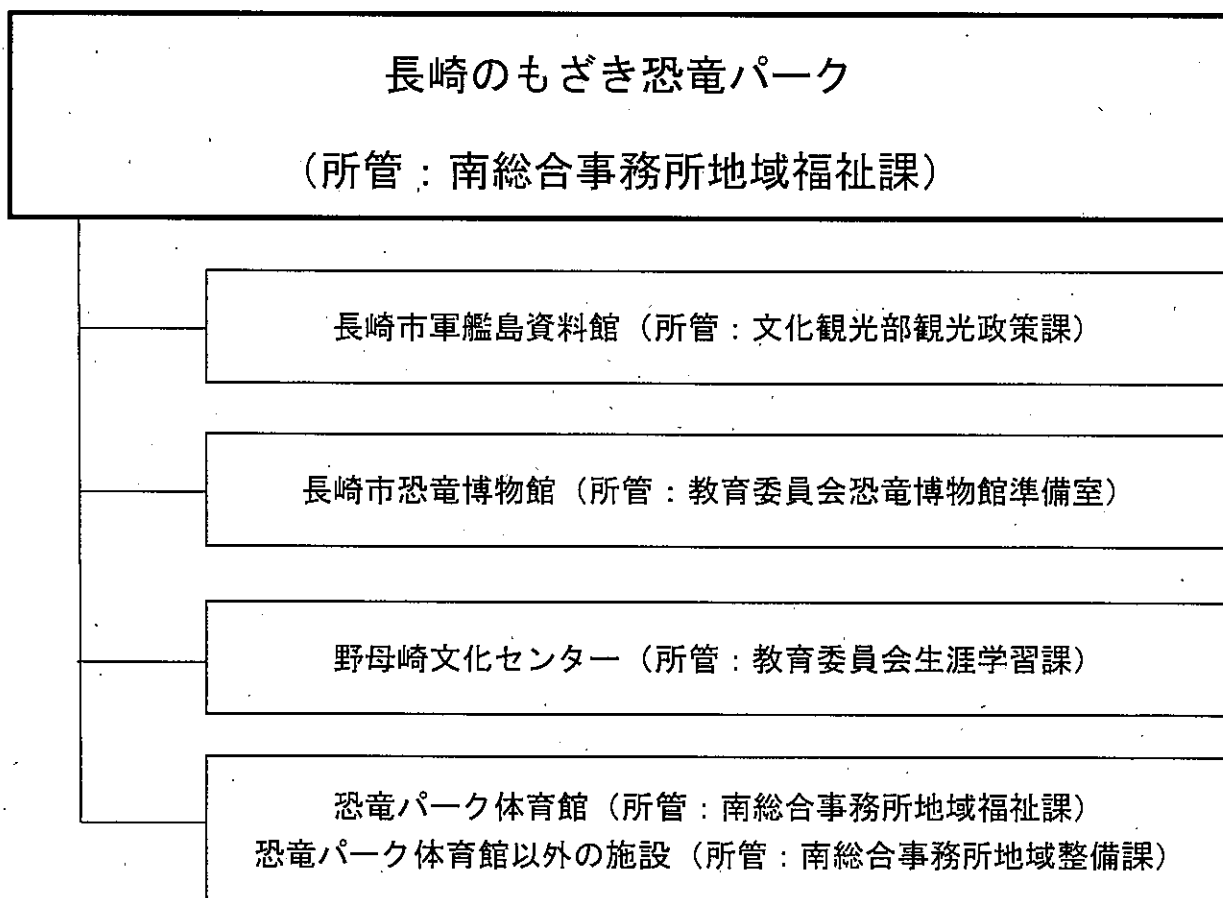 長崎のもざき恐竜パーク
（所管：南総合事務所地域福祉課）
長崎市軍艦島資料館（所管：文化観光部観光政策課）
長崎市恐竜博物館（所管：教育委員会恐竜博物館準備室）
野母崎文化センター（所管：教育委員会生涯学習課）
恐竜パーク体育館（所管：南総合事務所地域福祉課）
恐竜パーク体育館以外の施設（所管：南総合事務所地域整備課）